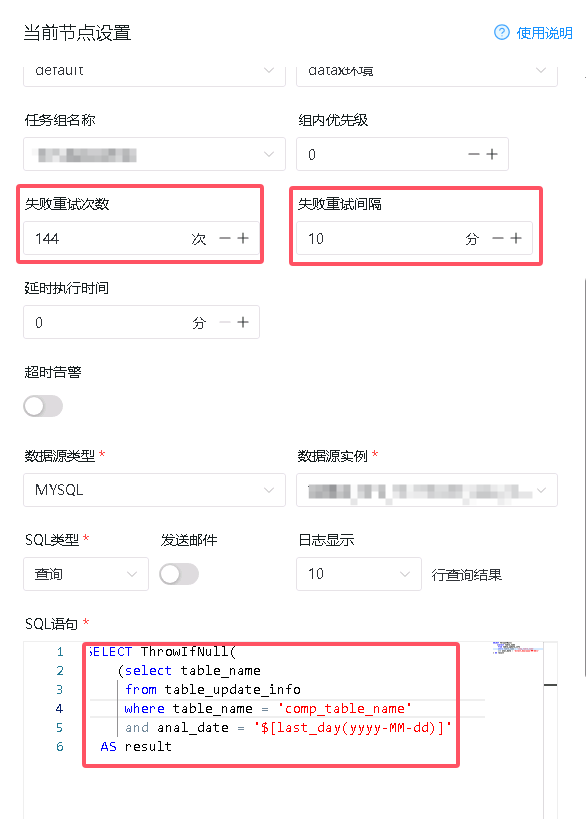 当前节点设置
使用说明
default
datax环境
任务组名称
组内优先级
0
失败重试次数
失败重试间隔
144 次
10 分
延时执行时间
0 分
超时告警
数据源类型 *
数据源实例 *
MYSQL
SQL类型 *
发送邮件
日志显示
查询
10
行查询结果
SQL语句 *
1 SELECT ThrowIfNull(
2 (select table_name
3 from table_update_info
4 where table_name = 'comp_table_name'
5 and anal_date = '$[last_day(yyyy-MM-dd)]'
6 AS result